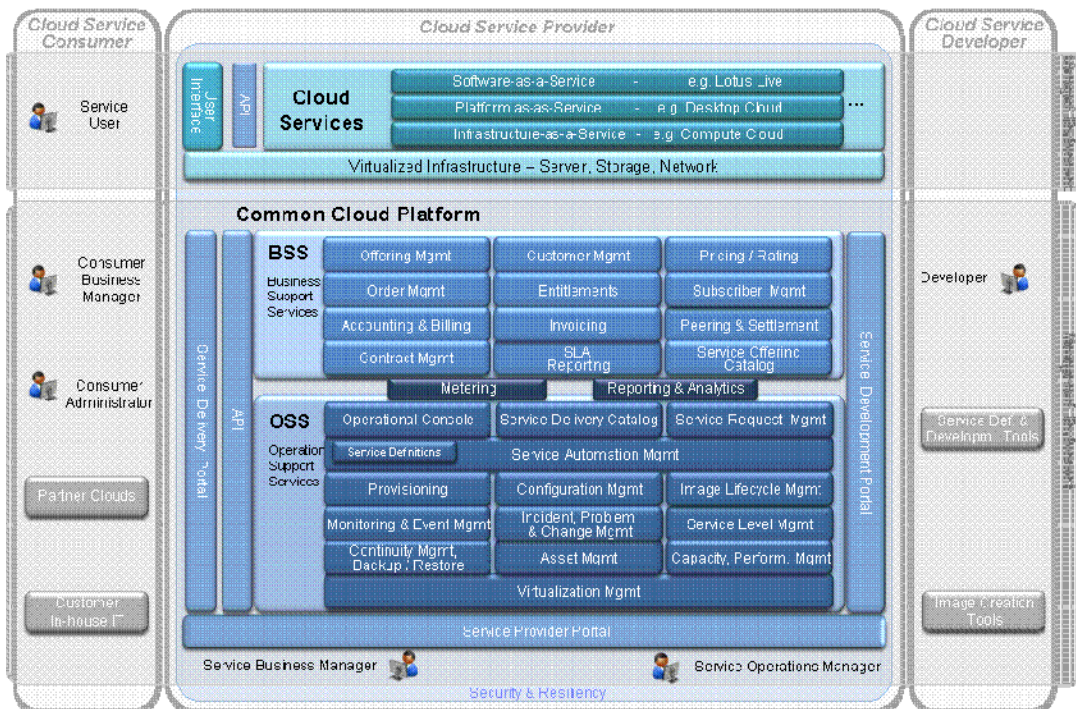 Cloud Service
Consumer
Cloud Service Provider
Cloud Service
Developer
User
Interface
API
Cloud
Services
Software-as-a-Service - e.g. Lotus Live
Platform-as-as-Service - e.g. Desktop Cloud
Infrastructure-as-a-Service - e.g. Compute Cloud
...
Service
User
Virtualized Infrastructure – Server, Storage, Network
Common Cloud Platform
Service Delivery Portal
API
BSS
Business
Support
Services
Offering Mgmt
Customer Mgmt
Pricing / Rating
Order Mgmt
Entitlements
Subscriber Mgmt
Accounting & Billing
Invoicing
Peering & Settlement
Contract Mgmt
SLA
Reporting
Service Offering
Catalog
Metering
Reporting & Analytics
OSS
Operation
Support
Services
Operational Console
Service Delivery Catalog
Service Request Mgmt
Service Definitions
Service Automation Mgmt
Provisioning
Configuration Mgmt
Image Lifecycle Mgmt
Monitoring & Event Mgmt
Incident, Problem
& Change Mgmt
Service Level Mgmt
Continuity Mgmt,
Backup / Restore
Asset Mgmt
Capacity, Perform. Mgmt
Virtualization Mgmt
Service Development Portal
Service Provider Portal
Service Business Manager
Service Operations Manager
Security & Resiliency
Consumer
Business
Manager
Consumer
Administrator
Partner Clouds
Customer
In-house IT
Developer
Service Def. &
Developm. Tools
Image Creation
Tools